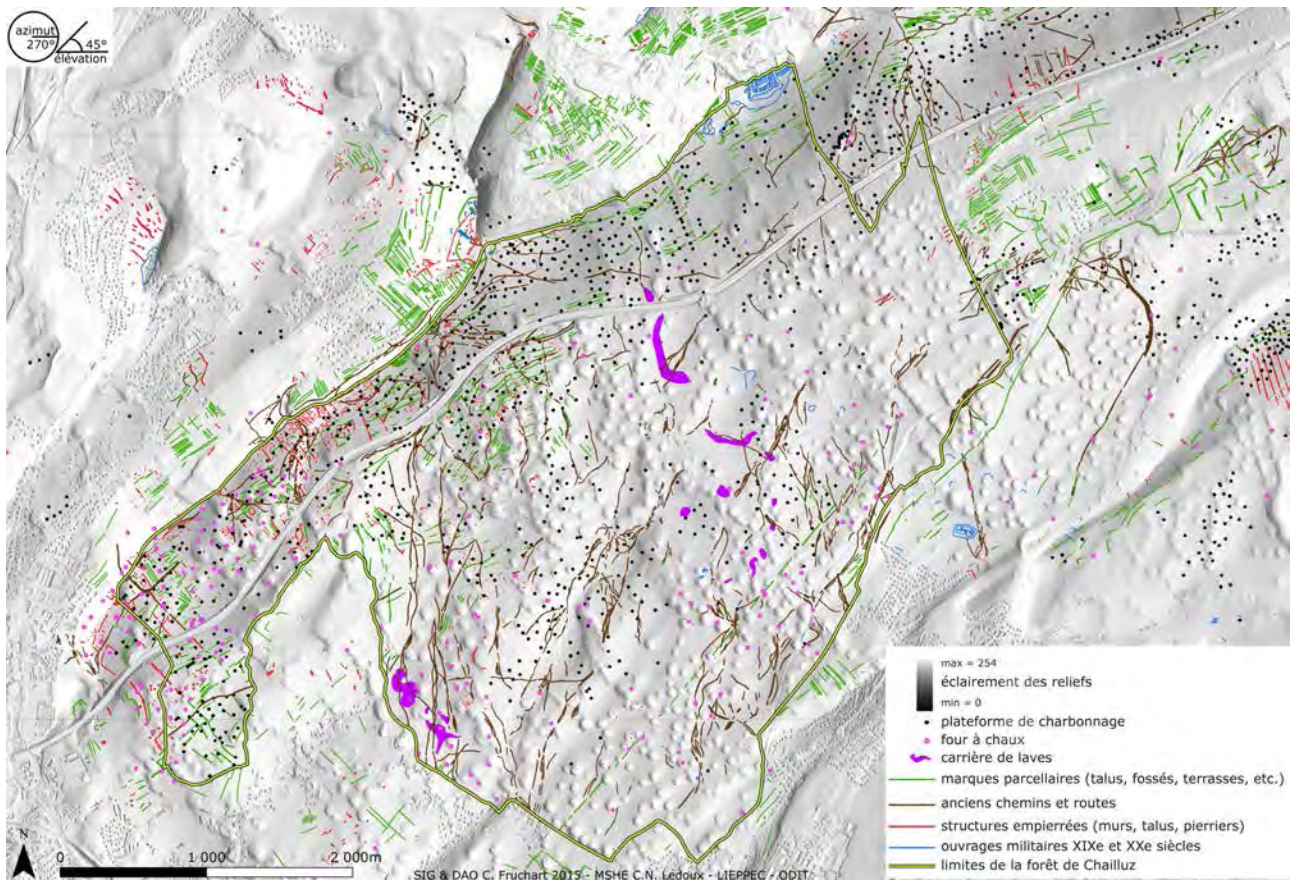 azimut
270° 45°
élévation
max = 254
éclairement des reliefs
min = 0
plateforme de charbonnage
four à chaux
carrière de laves
marques parcellaires (talus, fossés, terrasses, etc.)
anciens chemins et routes
structures empierrées (murs, talus, pierriers)
ouvrages militaires XIXe et XXe siècles
limites de la forêt de Chailluz
N
0 1 000 2 000m
SIG & DAO C. Fruchart 2015 - MSHE C.N. Ledoux - LIEPPEC - ODIT